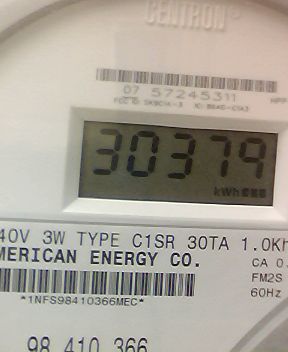 CENTRON®
07 57245311
30379
kWh
40V 3W TYPE C1SR 30TA 1.0Kh
MERICAN ENERGY CO.
CA 0.
FM2S
60Hz
*1NFS98410366MEC*
98 410 366